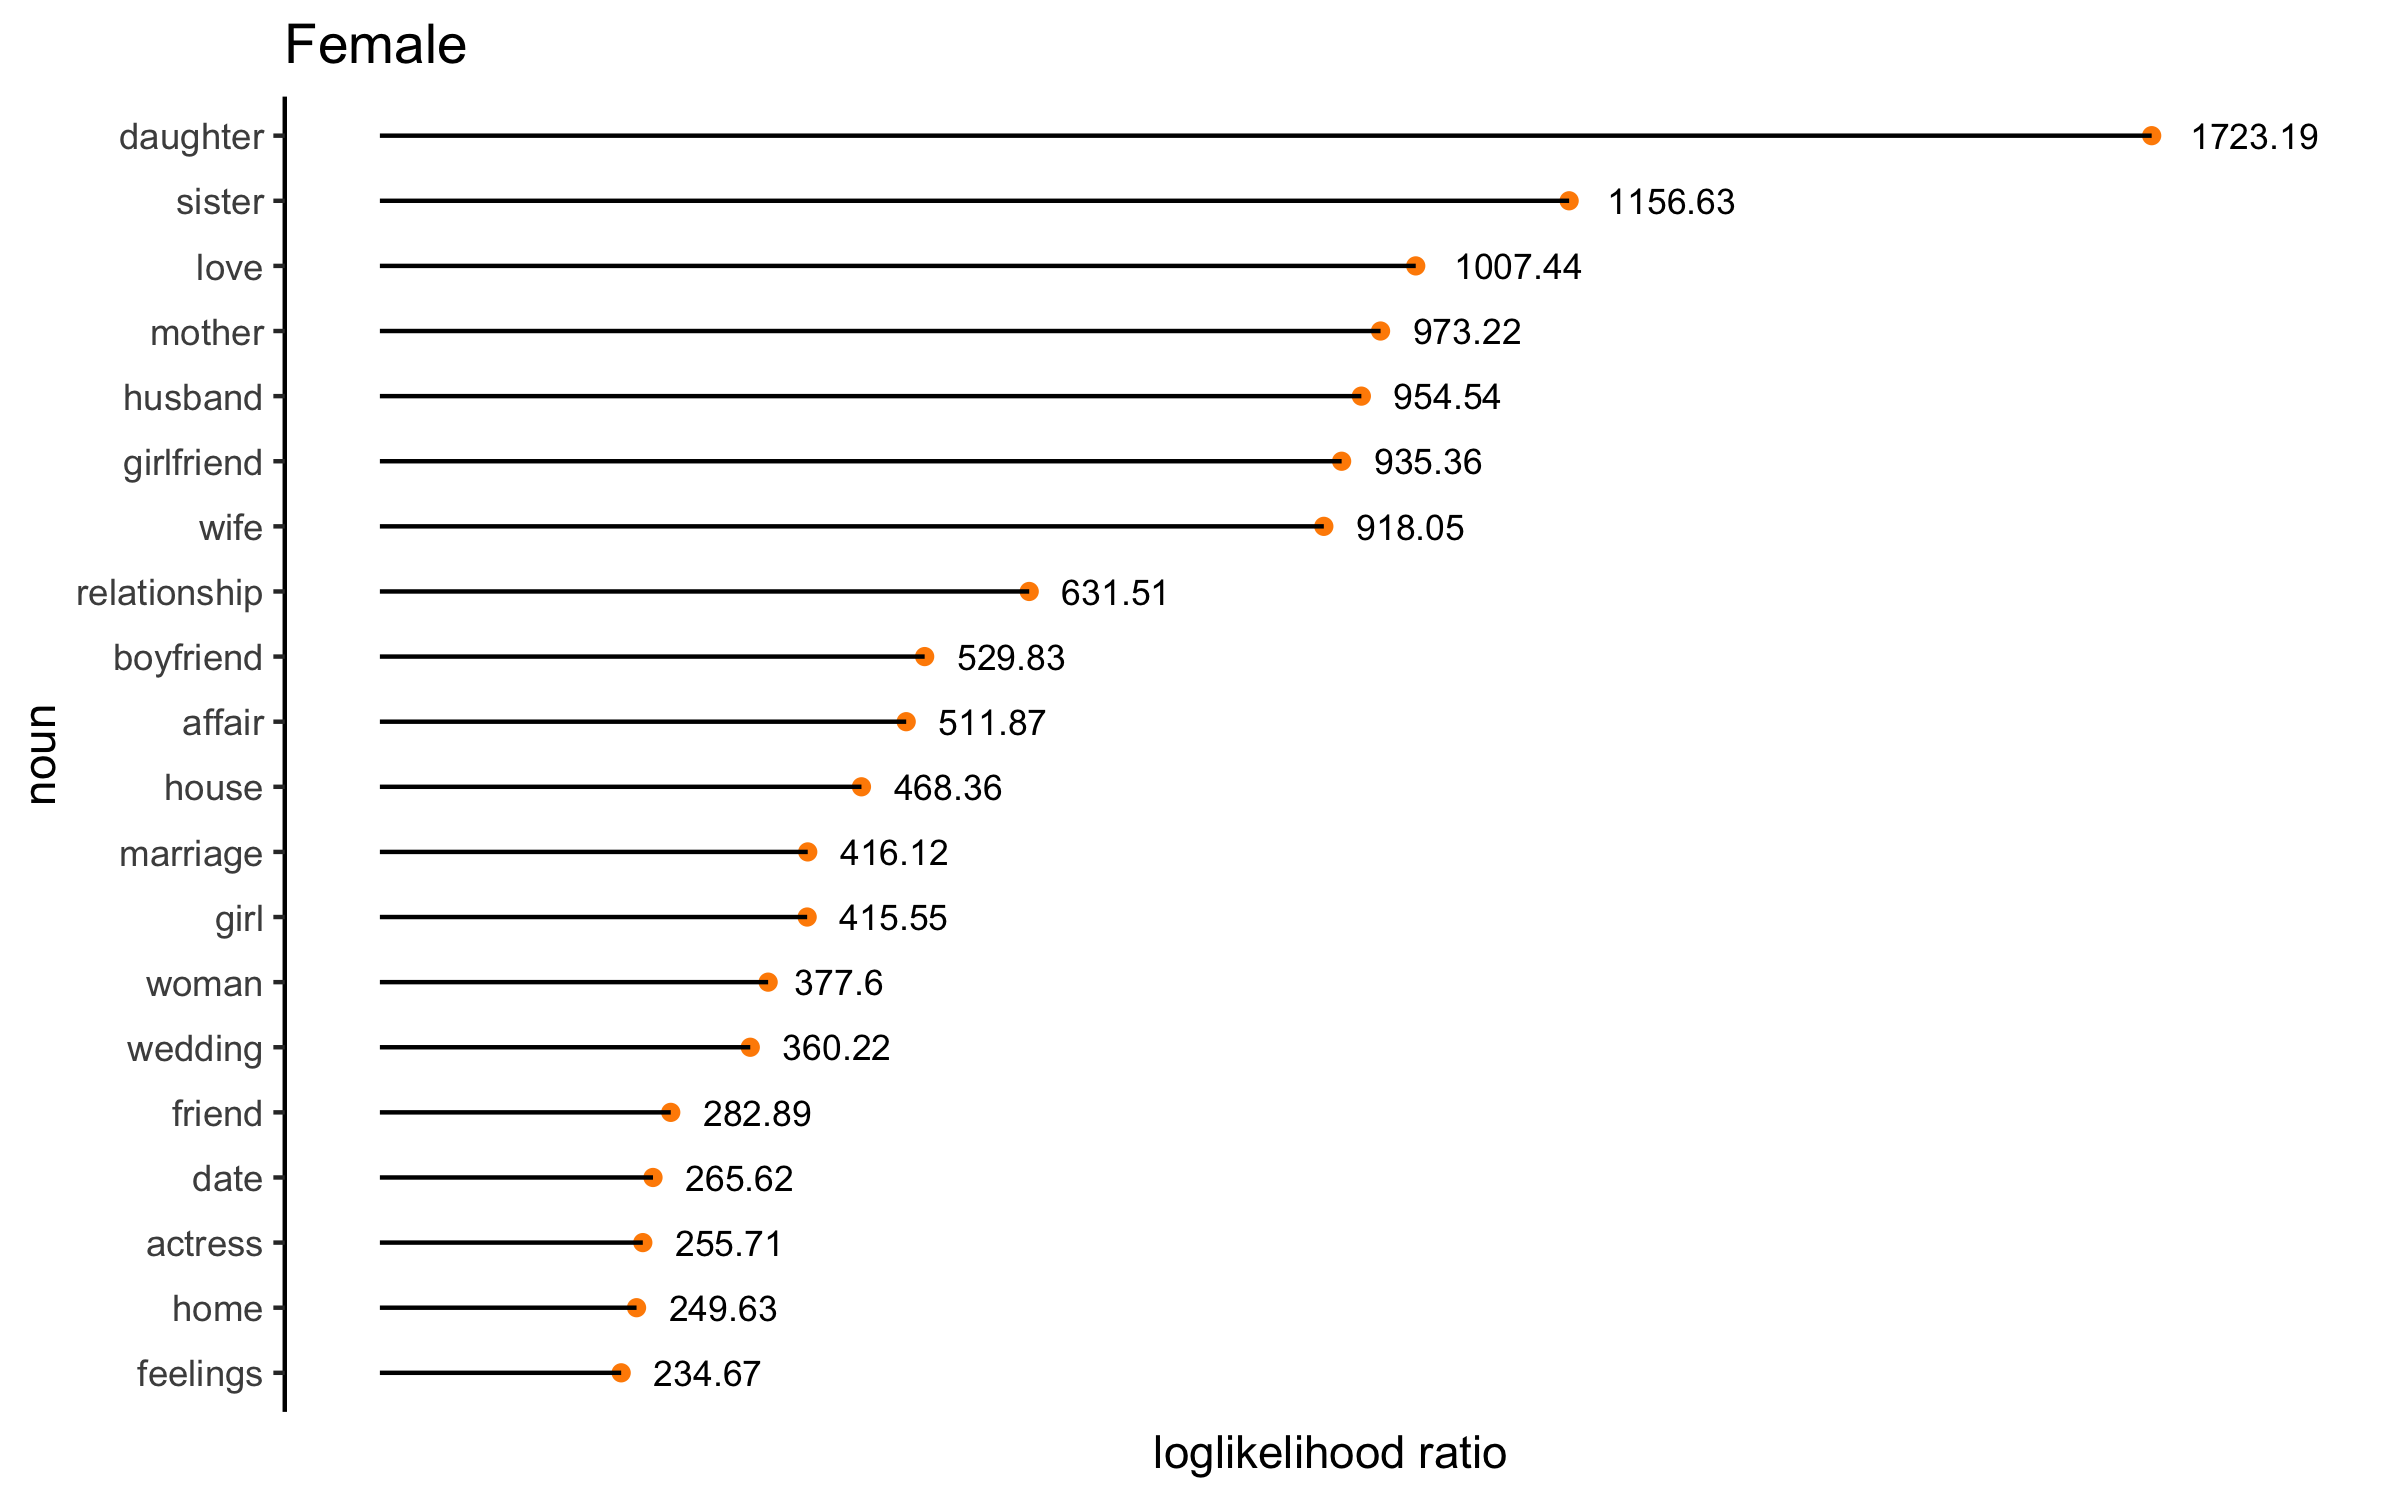 Female
daughter 1723.19
sister 1156.63
love 1007.44
mother 973.22
husband 954.54
girlfriend 935.36
wife 918.05
relationship 631.51
boyfriend 529.83
affair 511.87
house 468.36
marriage 416.12
girl 415.55
woman 377.6
wedding 360.22
friend 282.89
date 265.62
actress 255.71
home 249.63
feelings 234.67
noun
loglikelihood ratio